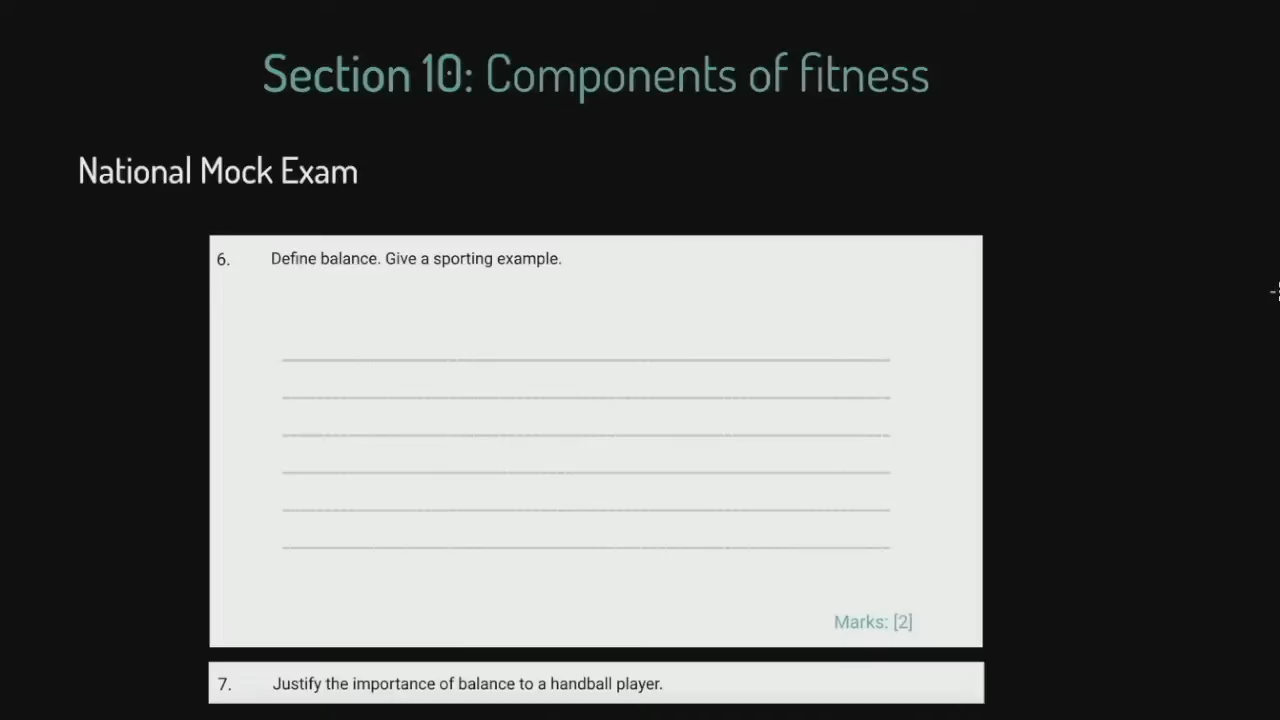 Section 10: Components of fitness
National Mock Exam
6. Define balance. Give a sporting example.
Marks: [2]
7. Justify the importance of balance to a handball player.